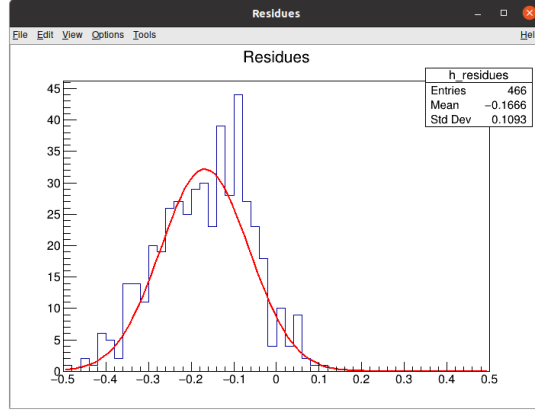 Residues
File Edit View Options Tools Hel
Residues
h_residues
Entries 466
Mean −0.1666
Std Dev 0.1093
45
40
35
30
25
20
15
10
5
0
−0.5 −0.4 −0.3 −0.2 −0.1 0 0.1 0.2 0.3 0.4 0.5